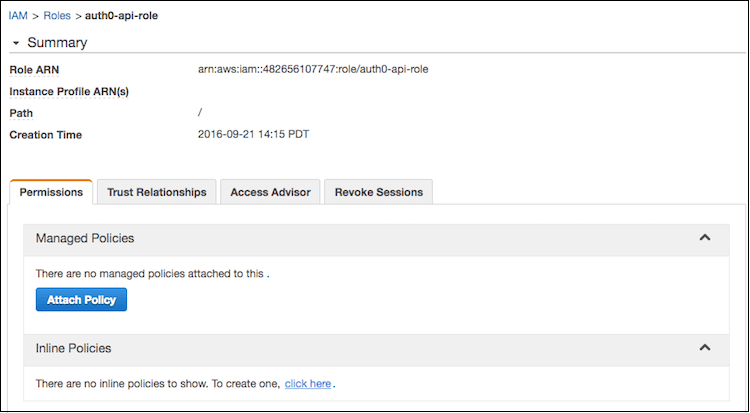 IAM > Roles > auth0-api-role
Summary
Role ARN arn:aws:iam::482656107747:role/auth0-api-role
Instance Profile ARN(s)
Path /
Creation Time 2016-09-21 14:15 PDT
Permissions Trust Relationships Access Advisor Revoke Sessions
Managed Policies
There are no managed policies attached to this .
Attach Policy
Inline Policies
There are no inline policies to show. To create one, click here.